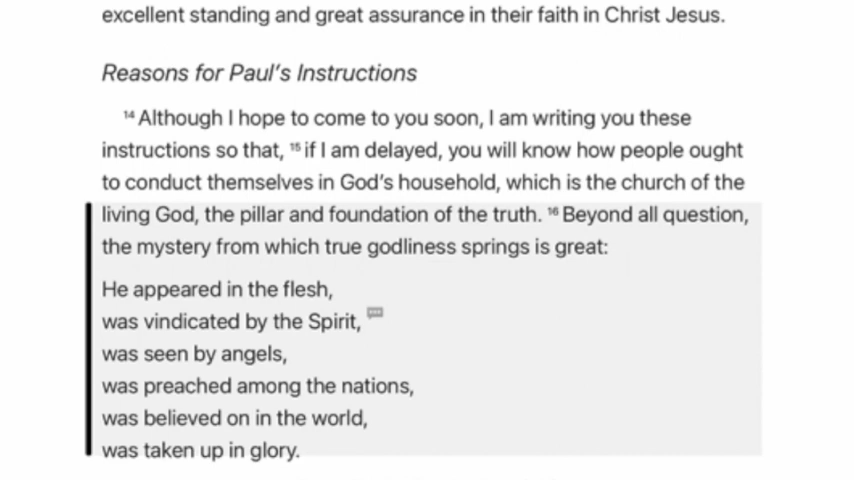 excellent standing and great assurance in their faith in Christ Jesus.
Reasons for Paul's Instructions
14 Although I hope to come to you soon, I am writing you these
instructions so that, 15 if I am delayed, you will know how people ought
to conduct themselves in God's household, which is the church of the
living God, the pillar and foundation of the truth. 16 Beyond all question,
the mystery from which true godliness springs is great:
He appeared in the flesh,
was vindicated by the Spirit,
was seen by angels,
was preached among the nations,
was believed on in the world,
was taken up in glory.